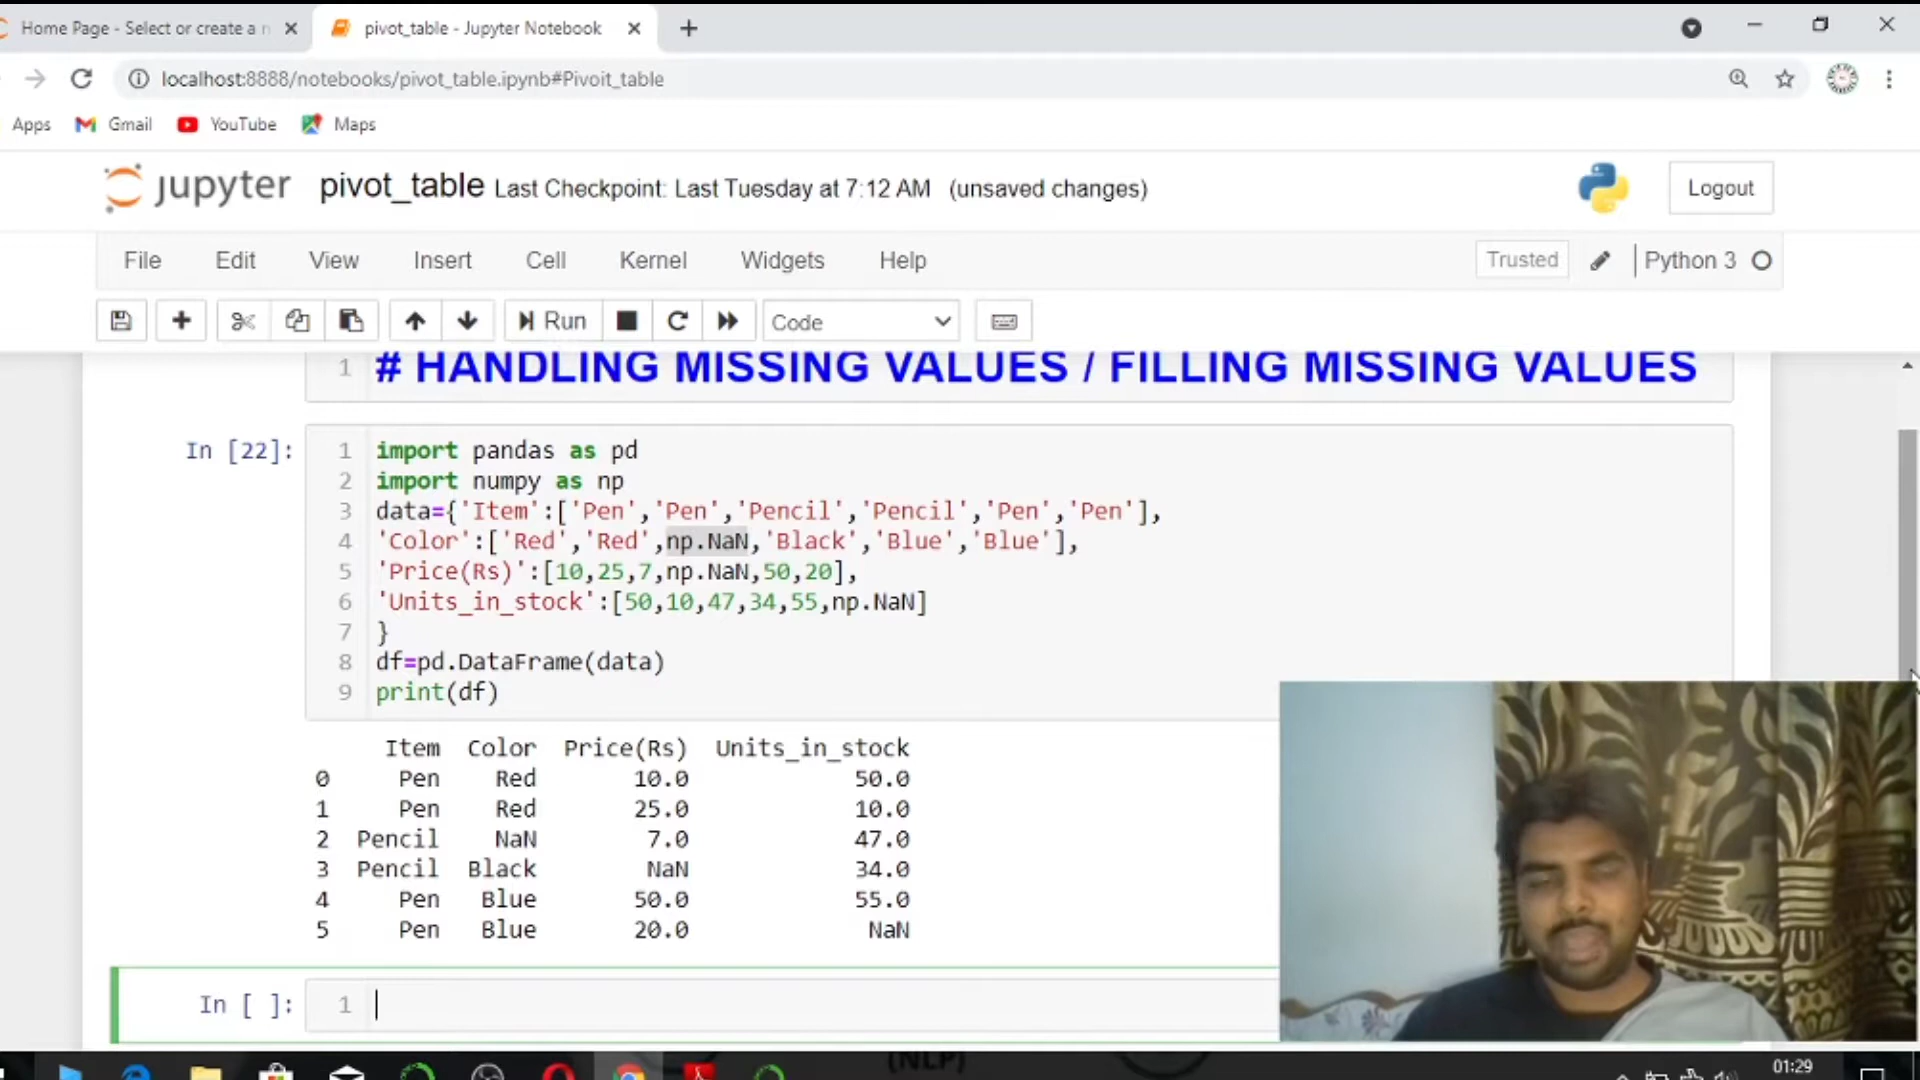 Home Page - Select or create a n
pivot_table - Jupyter Notebook
localhost:8888/notebooks/pivot_table.ipynb#Pivoit_table
Apps Gmail YouTube Maps
jupyter pivot_table Last Checkpoint: Last Tuesday at 7:12 AM (unsaved changes)
Logout
File Edit View Insert Cell Kernel Widgets Help
Trusted Python 3
Run Code
1 # HANDLING MISSING VALUES / FILLING MISSING VALUES
In [22]:
1 import pandas as pd
2 import numpy as np
3 data={'Item':['Pen','Pen','Pencil','Pencil','Pen','Pen'],
4 'Color':['Red','Red',np.NaN,'Black','Blue','Blue'],
5 'Price(Rs)':[10,25,7,np.NaN,50,20],
6 'Units_in_stock':[50,10,47,34,55,np.NaN]
7 }
8 df=pd.DataFrame(data)
9 print(df)
Item Color Price(Rs) Units_in_stock
0 Pen Red 10.0 50.0
1 Pen Red 25.0 10.0
2 Pencil NaN 7.0 47.0
3 Pencil Black NaN 34.0
4 Pen Blue 50.0 55.0
5 Pen Blue 20.0 NaN
In [ ]: 1
(NLP)
01:29